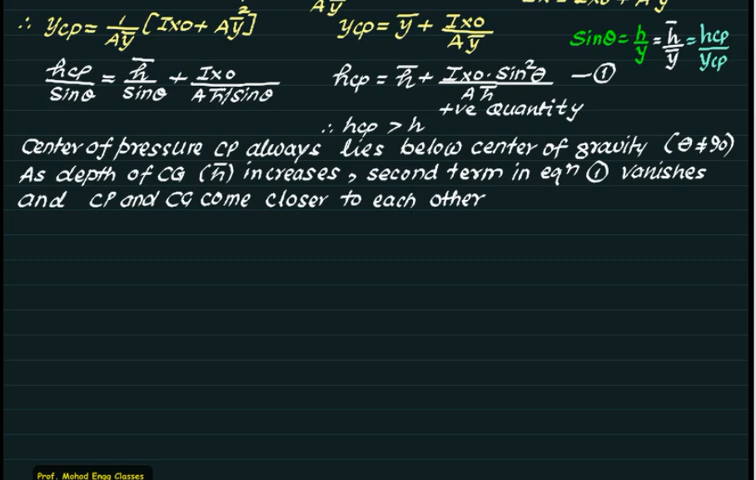 ∴ ycp = 1/Aȳ [Ixo + Aȳ²]
ycp = ȳ + Ixo/Aȳ
Sinθ = h/y = h̄/ȳ = hcp/ycp
hcp/Sinθ = h̄/Sinθ + Ixo/A h̄/sinθ
hcp = h̄ + Ixo·Sin²θ/A h̄ —①
+ve Quantity
∴ hcp > h
Center of pressure CP always lies below center of gravity (θ≠90)
As depth of CG (h̄) increases, second term in eqⁿ ① vanishes
and CP and CG come closer to each other
Prof. Mohod Engg Classes